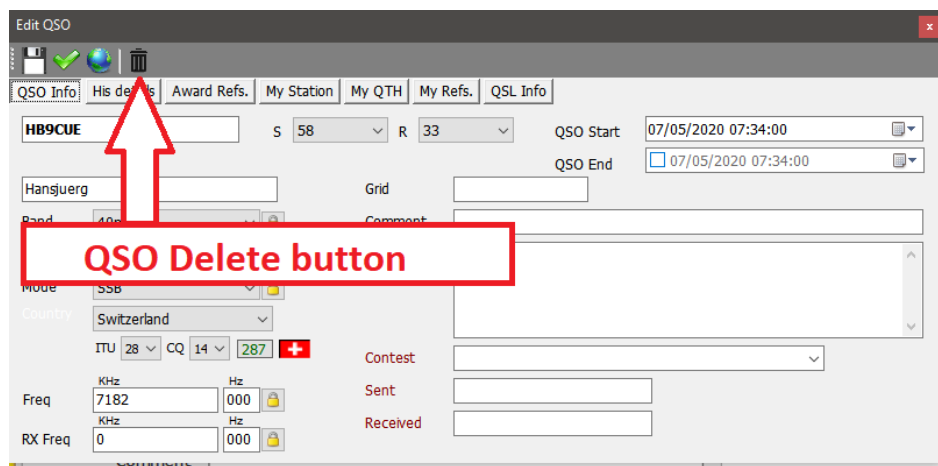 Edit QSO
x
QSO Info His details Award Refs. My Station My QTH My Refs. QSL Info
HB9CUE S 58 R 33 QSO Start 07/05/2020 07:34:00
QSO End 07/05/2020 07:34:00
Hansjuerg Grid
Band Comment
QSO Delete button
Mode SSB
Country Switzerland
ITU 28 CQ 14 287
Contest
KHz Hz
Freq 7182 000 Sent
KHz Hz
RX Freq 0 000 Received
Comment